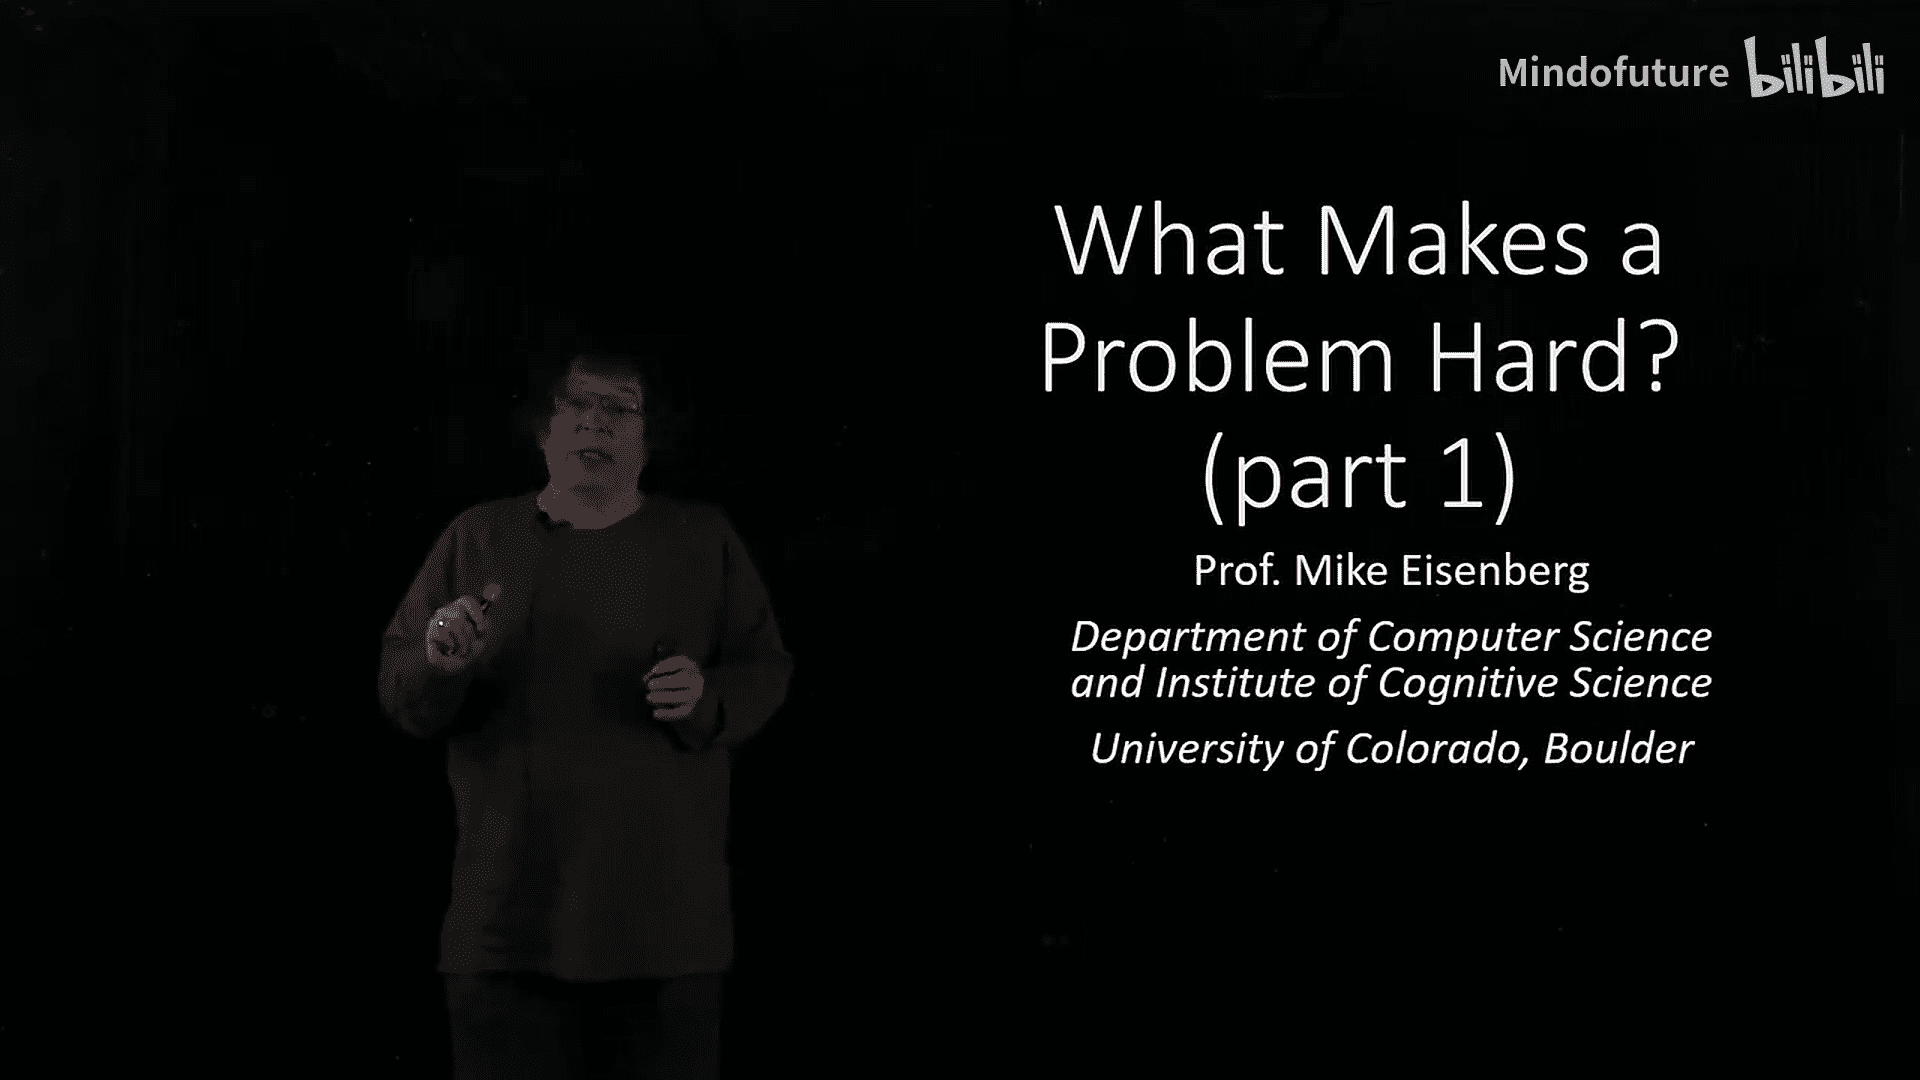 Mindofuture bilibili
What Makes a
Problem Hard?
(part 1)
Prof. Mike Eisenberg
Department of Computer Science
and Institute of Cognitive Science
University of Colorado, Boulder